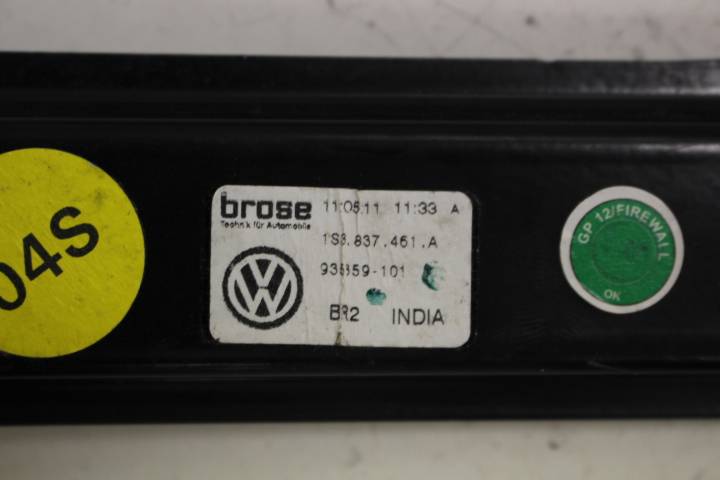 04S
brose
Technik für Automobile
11.05.11 11:33 A
1S3.837.461.A
93859-101
BR2 INDIA
GP 12/FIREWALL
OK